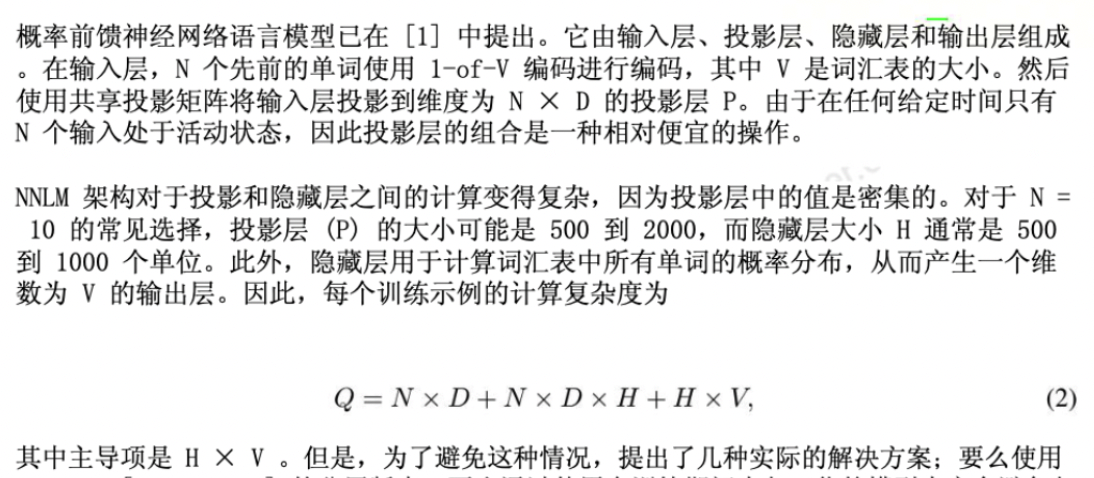 概率前馈神经网络语言模型已在 [1] 中提出。它由输入层、投影层、隐藏层和输出层组成
。在输入层，N 个先前的单词使用 1-of-V 编码进行编码，其中 V 是词汇表的大小。然后
使用共享投影矩阵将输入层投影到维度为 N × D 的投影层 P。由于在任何给定时间只有
N 个输入处于活动状态，因此投影层的组合是一种相对便宜的操作。
NNLM 架构对于投影和隐藏层之间的计算变得复杂，因为投影层中的值是密集的。对于 N =
10 的常见选择，投影层 (P) 的大小可能是 500 到 2000，而隐藏层大小 H 通常是 500
到 1000 个单位。此外，隐藏层用于计算词汇表中所有单词的概率分布，从而产生一个维
数为 V 的输出层。因此，每个训练示例的计算复杂度为
Q = N × D + N × D × H + H × V, (2)
其中主导项是 H × V 。但是，为了避免这种情况，提出了几种实际的解决方案；要么使用